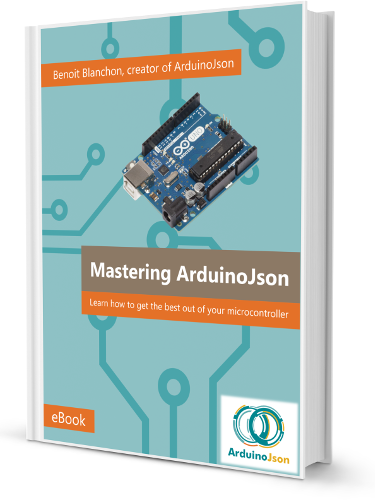 Benoit Blanchon, creator of ArduinoJson
Mastering ArduinoJson
Learn how to get the best out of your microcontroller
eBook
ArduinoJson